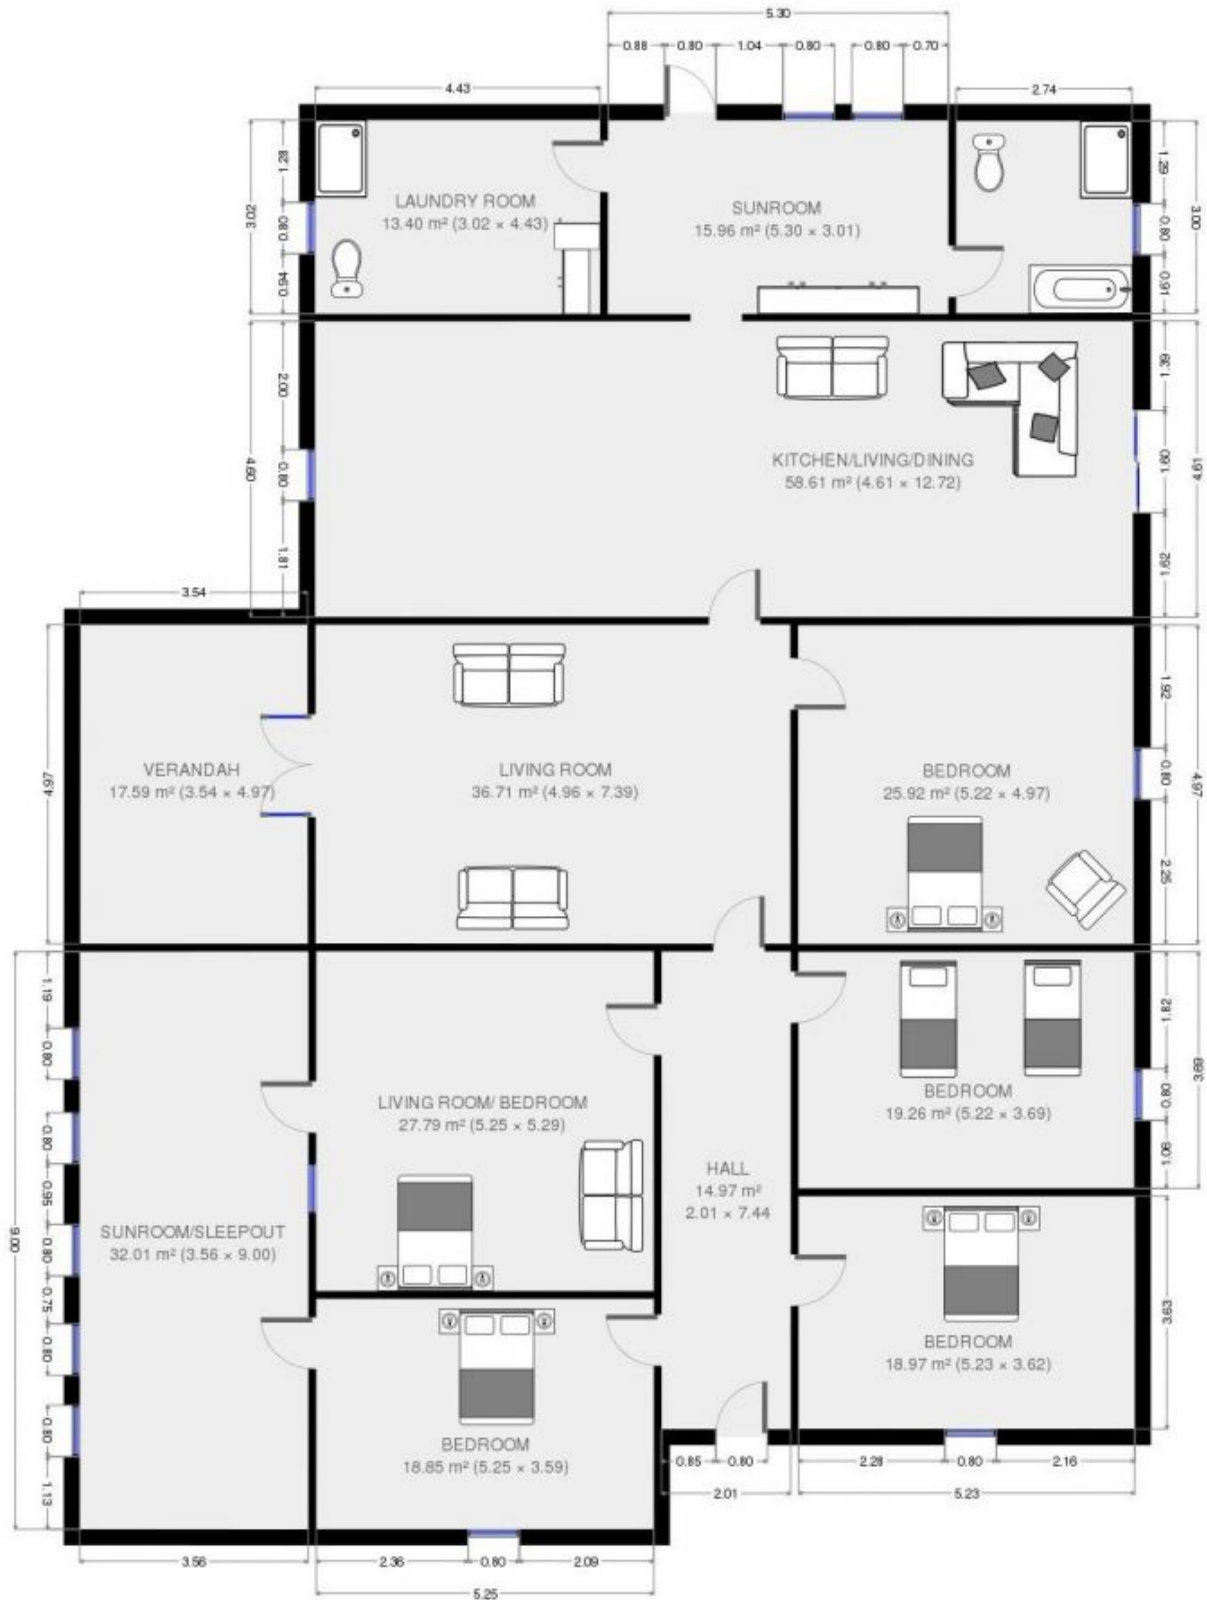 5.30
0.88 0.80 1.04 0.80 0.80 0.70
4.43
2.74
1.28
0.80
0.94
3.02
LAUNDRY ROOM
13.40 m² (3.02 × 4.43)
SUNROOM
15.96 m² (5.30 × 3.01)
1.29
0.80
0.91
3.00
2.00
0.80
1.81
4.60
KITCHEN/LIVING/DINING
58.61 m² (4.61 × 12.72)
1.39
1.60
1.62
4.61
3.54
VERANDAH
17.59 m² (3.54 × 4.97)
4.97
LIVING ROOM
36.71 m² (4.96 × 7.39)
BEDROOM
25.92 m² (5.22 × 4.97)
1.92
0.80
2.25
4.97
1.19
0.80
0.80
0.95
0.80
0.75
0.80
0.80
1.13
9.00
LIVING ROOM/ BEDROOM
27.79 m² (5.25 × 5.29)
BEDROOM
19.26 m² (5.22 × 3.69)
1.82
0.80
1.06
3.68
HALL
14.97 m²
2.01 × 7.44
SUNROOM/SLEEPOUT
32.01 m² (3.56 × 9.00)
BEDROOM
18.97 m² (5.23 × 3.62)
3.63
BEDROOM
18.85 m² (5.25 × 3.59)
0.85 0.80
2.01
2.28 0.80 2.16
5.23
3.56
2.36 0.80 2.09
5.25